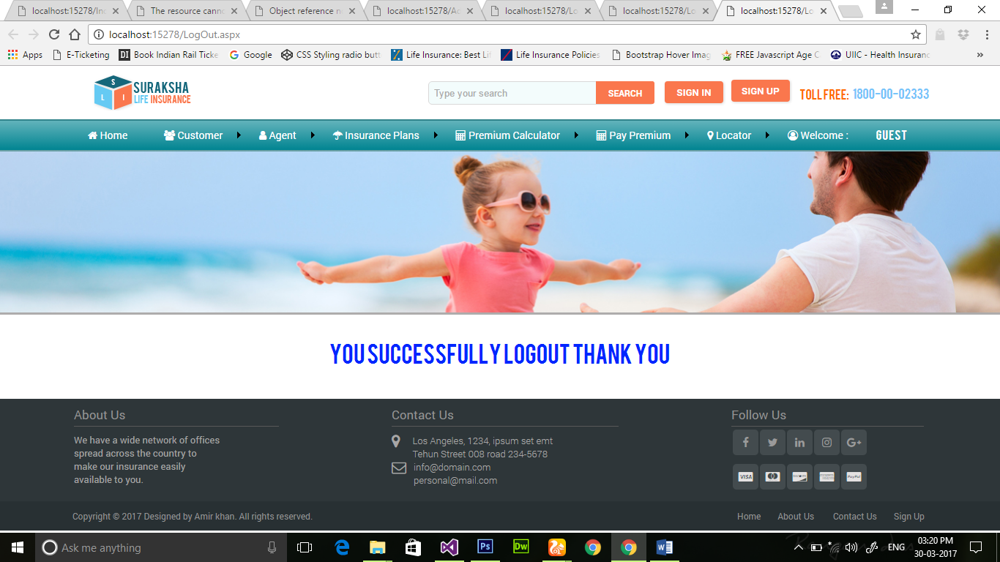 localhost:15278/In
The resource cann
Object reference n
localhost:15278/Ac
localhost:15278/Lo
localhost:15278/Lo
localhost:15278/Lo
localhost:15278/LogOut.aspx
Apps
E-Ticketing
DI Book Indian Rail Ticke
Google
CSS Styling radio butt
Life Insurance: Best Lif
Life Insurance Policies
Bootstrap Hover Imag
FREE Javascript Age C
UIIC - Health Insuranc
»
S
L I
SURAKSHA
LIFE INSURANCE
Type your search
SEARCH
SIGN IN
SIGN UP
TOLL FREE: 1800-00-02333
Home
Customer
Agent
Insurance Plans
Premium Calculator
Pay Premium
Locator
Welcome :
GUEST
YOU SUCCESSFULLY LOGOUT THANK YOU
About Us
We have a wide network of offices
spread across the country to
make our insurance easily
available to you.
Contact Us
Los Angeles, 1234, ipsum set emt
Tehun Street 008 road 234-5678
info@domain.com
personal@mail.com
Follow Us
f
in
G+
VISA
PayPal
Copyright © 2017 Designed by Amir khan. All rights reserved.
Home
About Us
Contact Us
Sign Up
Ask me anything
Ps
Dw
ENG
03:20 PM
30-03-2017